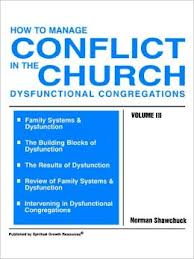 HOW TO MANAGE
CONFLICT
IN THE
CHURCH
DYSFUNCTIONAL CONGREGATIONS
VOLUME III
Family Systems &
Dysfunction
The Building Blocks of
Dysfunction
The Results of Dysfunction
Review of Family Systems &
Dysfunction
Intervening in Dysfunctional
Congregations
Norman Shawchuck
Published by Spiritual Growth Resources®